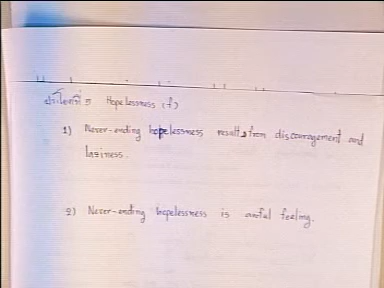 Hopelessness (f)
1) Never-ending hopelessness results from discouragement and
laziness.
2) Never-ending hopelessness is awful feeling.